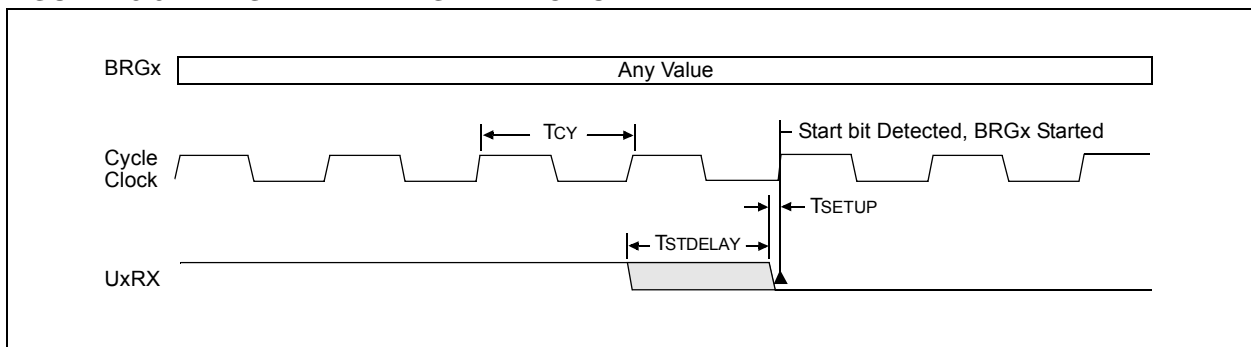 BRGx
Any Value
TCY
Start bit Detected, BRGx Started
Cycle
Clock
TSETUP
TSTDELAY
UxRX